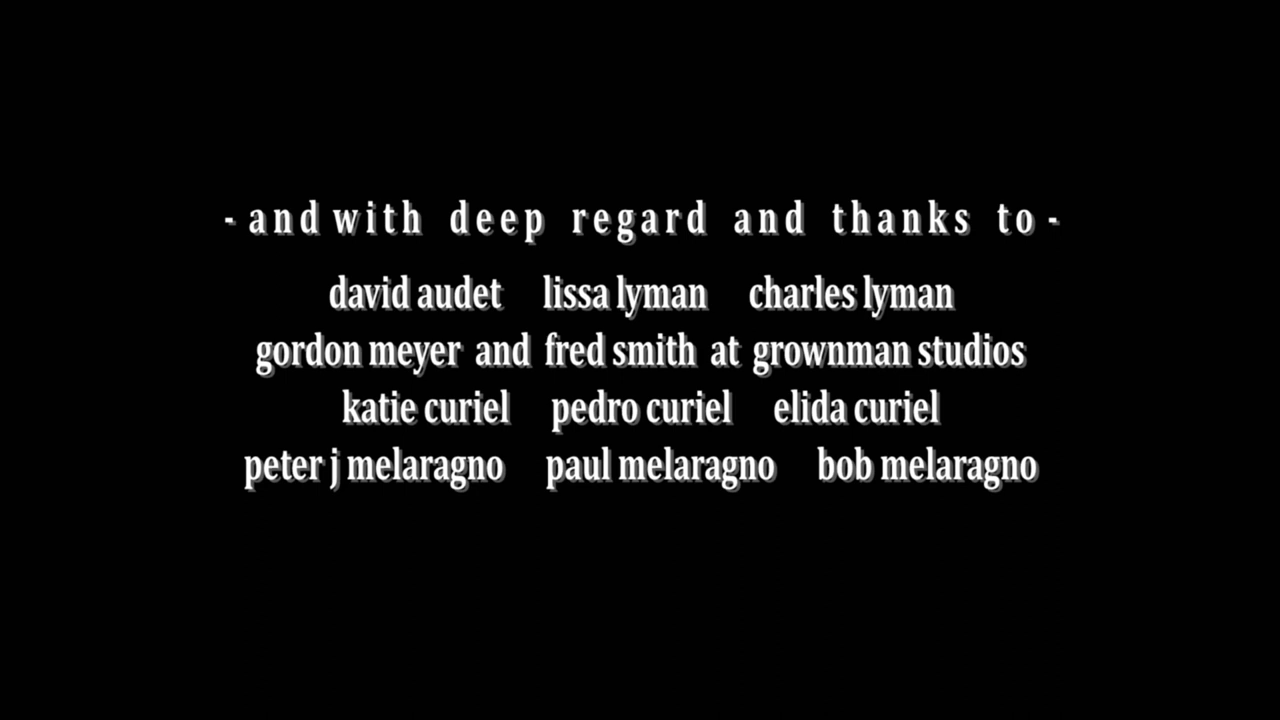 - and with deep regard and thanks to -
david audet lissa lyman charles lyman
gordon meyer and fred smith at grownman studios
katie curiel pedro curiel elida curiel
peter j melaragno paul melaragno bob melaragno